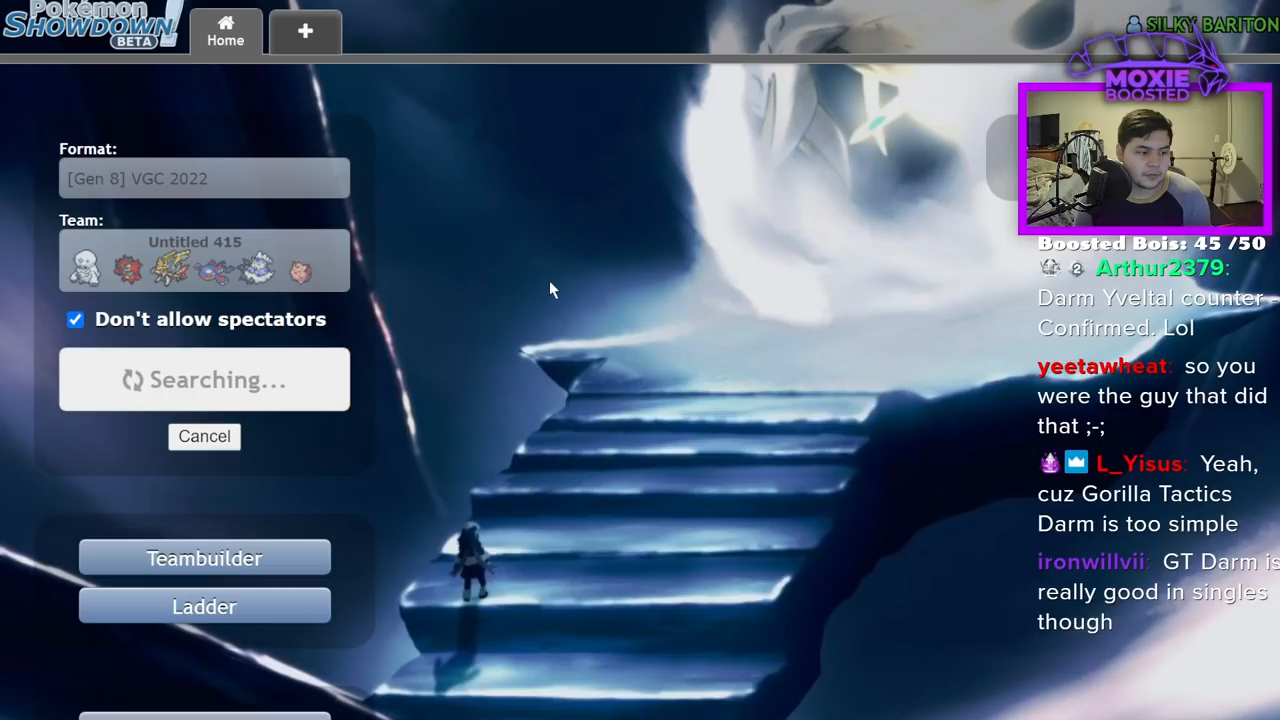 Pokémon
SHOWDOWN!
BETA
Home
+
SILKY BARITON
MOXIE
BOOSTED
Format:
[Gen 8] VGC 2022
Team:
Untitled 415
Don't allow spectators
Searching...
Cancel
Teambuilder
Ladder
Boosted Bois: 45 /50
2 Arthur2379:
Darm Yveltal counter -
Confirmed. Lol
yeetawheat: so you
were the guy that did
that ;-;
L_Yisus: Yeah,
cuz Gorilla Tactics
Darm is too simple
ironwillvii: GT Darm is
really good in singles
though